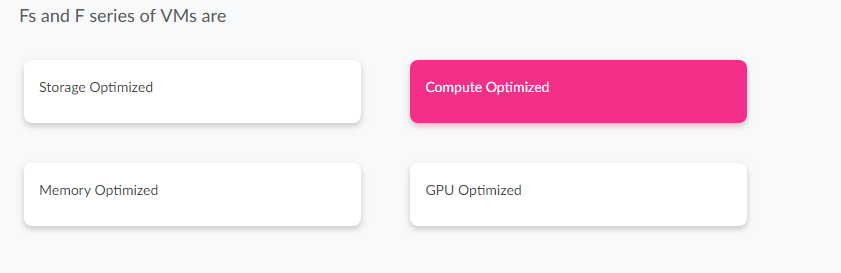 Fs and F series of VMs are
Storage Optimized
Compute Optimized
Memory Optimized
GPU Optimized